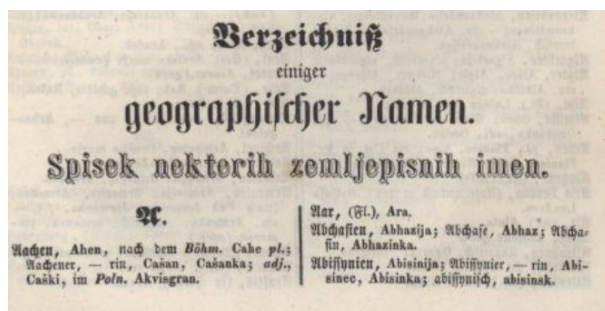 Verzeichniß
einiger
geographischer Namen.
Spisek nekterih zemljepisnih imen.
A.
Aachen, Ahen, nach dem Böhm. Cahe pl.;
Aachener, — rin, Cašan, Cašanka; adj.,
Caški, im Poln. Akvisgran.
Aar, (Fl.), Ara.
Abchasien, Abhazija; Abchase, Abhaz; Abcha-
sin, Abhazinka.
Abissynien, Abisinija; Abissynier, — rin, Abi-
sinec, Abisinka; abissynisch, abisinsk.